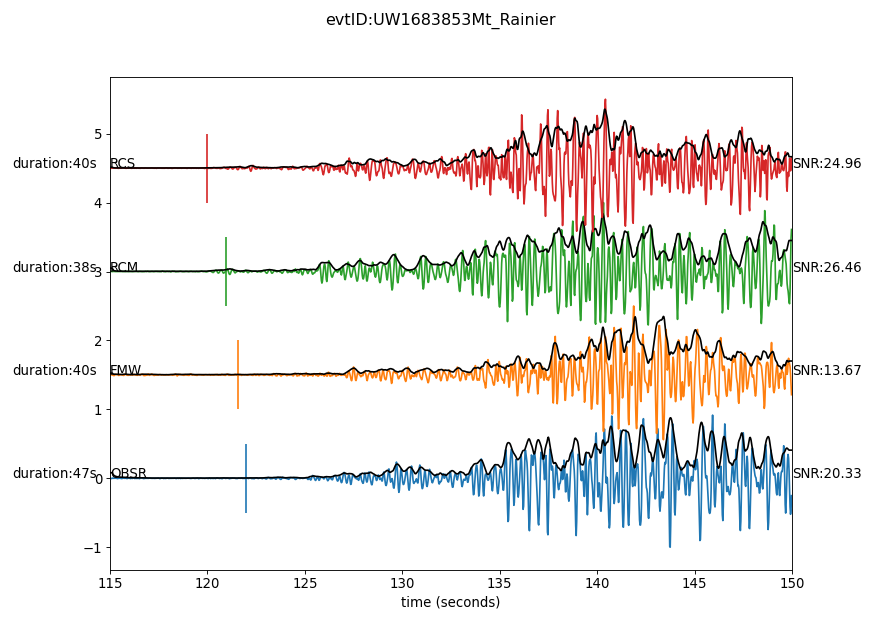 evtID:UW1683853Mt_Rainier
5
duration:40s RCS SNR:24.96
4
duration:38s 3 RCM SNR:26.46
2
duration:40s EMW SNR:13.67
1
duration:47s 0 OBSR SNR:20.33
−1
115 120 125 130 135 140 145 150
time (seconds)